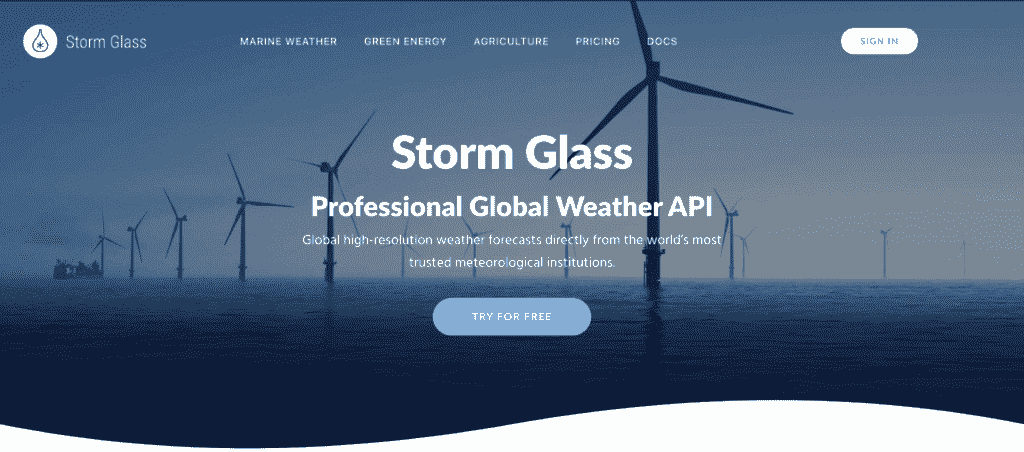 Storm Glass
MARINE WEATHER
GREEN ENERGY
AGRICULTURE
PRICING
DOCS
SIGN IN
Storm Glass
Professional Global Weather API
Global high-resolution weather forecasts directly from the world's most
trusted meteorological institutions.
TRY FOR FREE